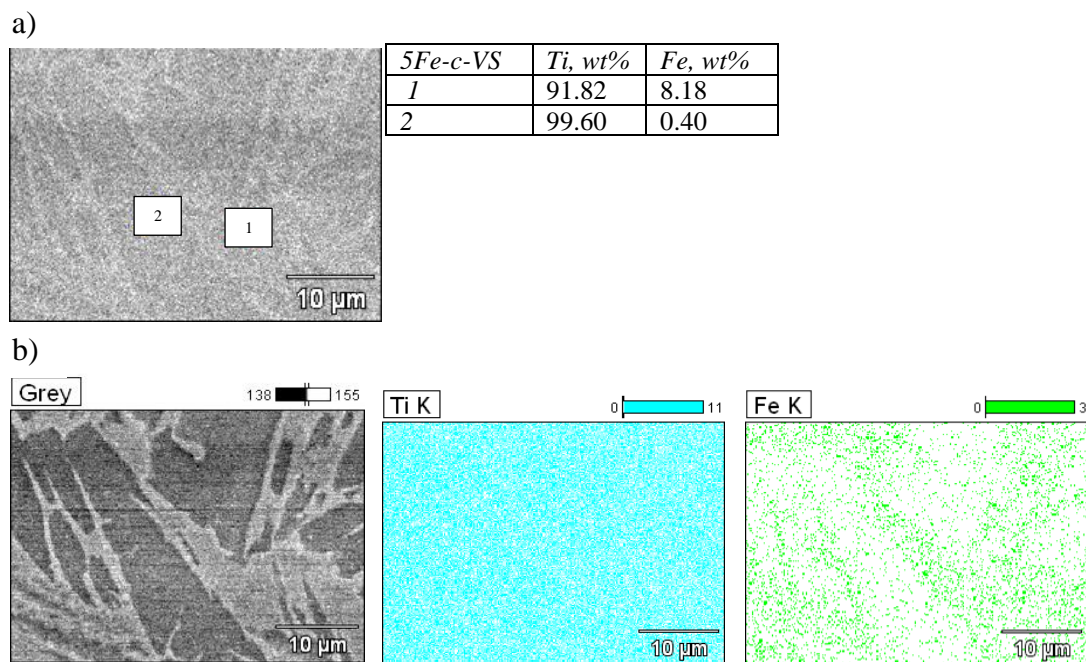 a)
5Fe-c-VS Ti, wt% Fe, wt%
1 91.82 8.18
2 99.60 0.40
2
1
10 µm
b)
Grey 138 155
Ti K 0 11
Fe K 0 3
10 µm
10 µm
10 µm